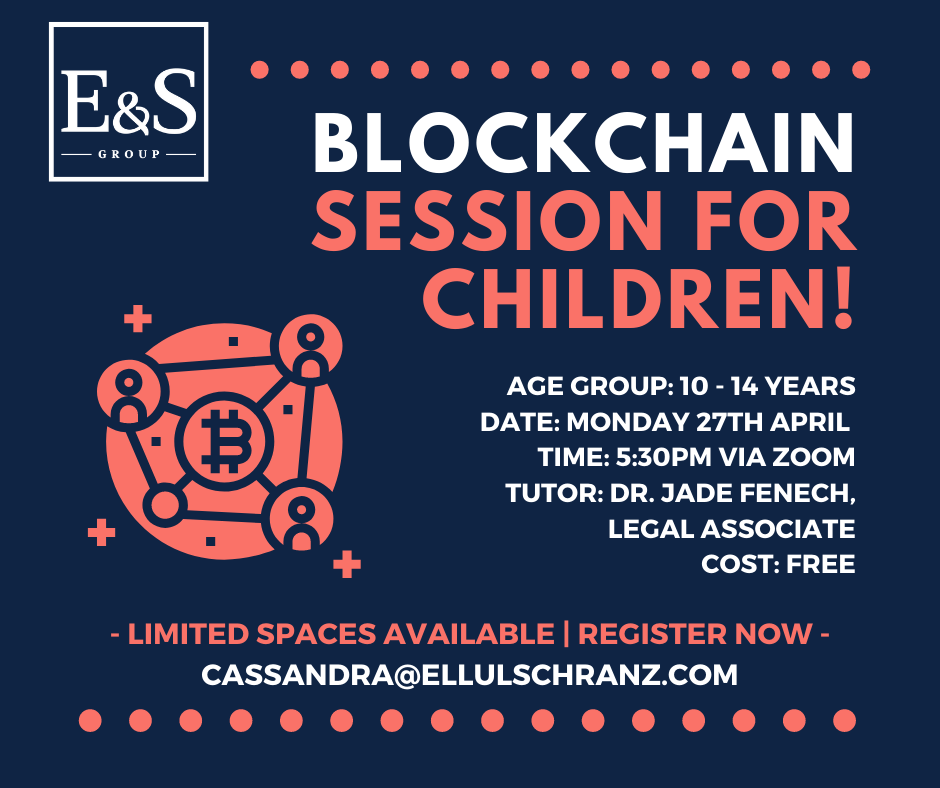 E&S
GROUP
BLOCKCHAIN
SESSION FOR
CHILDREN!
AGE GROUP: 10 - 14 YEARS
DATE: MONDAY 27TH APRIL
TIME: 5:30PM VIA ZOOM
TUTOR: DR. JADE FENECH,
LEGAL ASSOCIATE
COST: FREE
- LIMITED SPACES AVAILABLE | REGISTER NOW -
CASSANDRA@ELLULSCHRANZ.COM